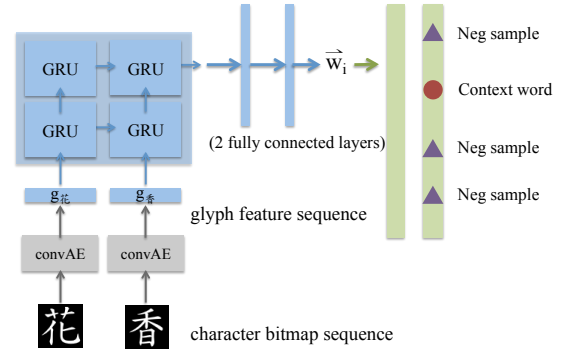 GRU GRU
GRU GRU
(2 fully connected layers)
w⃗i
Neg sample
Context word
Neg sample
Neg sample
g花 g香
glyph feature sequence
convAE convAE
花 香
character bitmap sequence